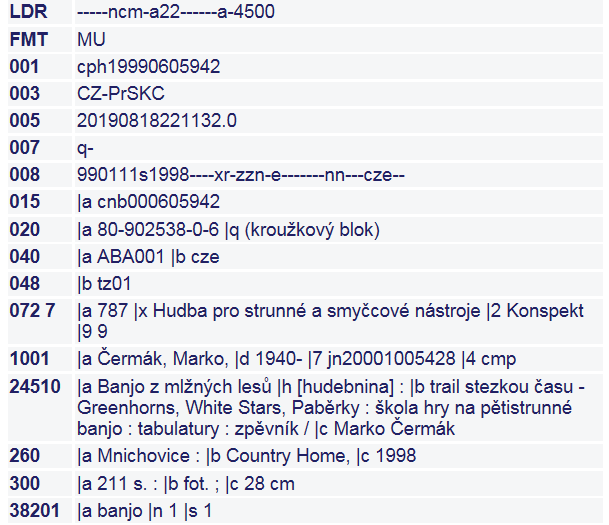 LDR -----ncm-a22------a-4500
FMT MU
001 cph19990605942
003 CZ-PrSKC
005 20190818221132.0
007 q-
008 990111s1998----xr-zzn-e-------nn---cze--
015 |a cnb000605942
020 |a 80-902538-0-6 |q (kroužkový blok)
040 |a ABA001 |b cze
048 |b tz01
072 7 |a 787 |x Hudba pro strunné a smyčcové nástroje |2 Konspekt
|9 9
1001 |a Čermák, Marko, |d 1940- |7 jn20001005428 |4 cmp
24510 |a Banjo z mlžných lesů |h [hudebnina] : |b trail stezkou času -
Greenhorns, White Stars, Paběrky : škola hry na pětistrunné
banjo : tabulatury : zpěvník / |c Marko Čermák
260 |a Mnichovice : |b Country Home, |c 1998
300 |a 211 s. : |b fot. ; |c 28 cm
38201 |a banjo |n 1 |s 1